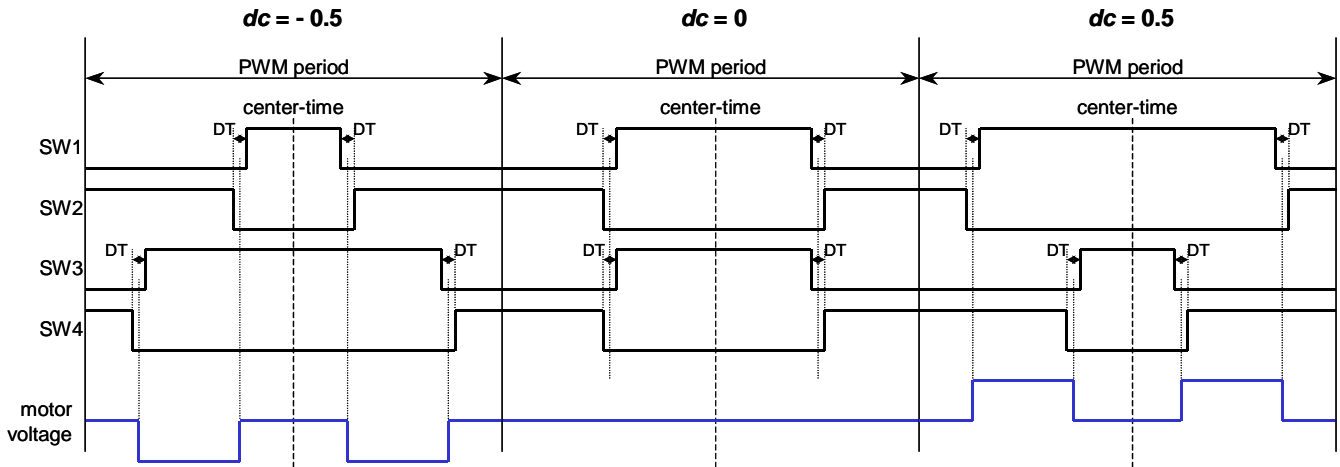 dc = - 0.5
dc = 0
dc = 0.5
PWM period
PWM period
PWM period
center-time
center-time
center-time
DT
DT
DT
DT
DT
DT
SW1
SW2
DT
DT
DT
DT
DT
DT
SW3
SW4
motor
voltage